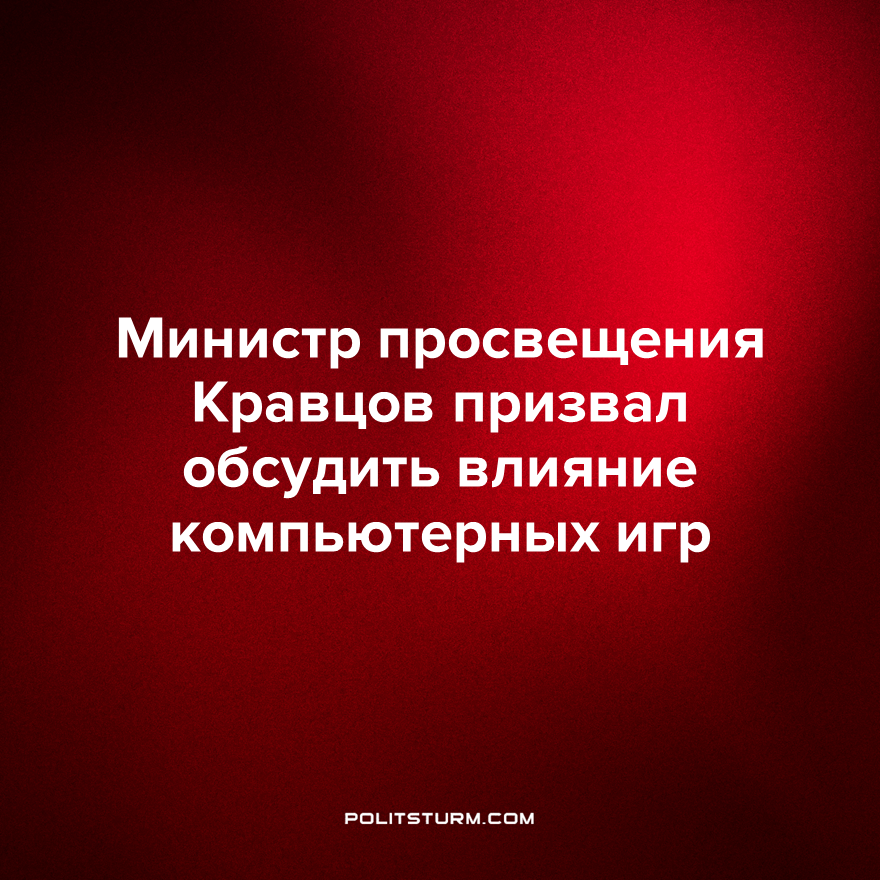 Министр просвещения
Кравцов призвал
обсудить влияние
компьютерных игр
POLITSTURM.COM